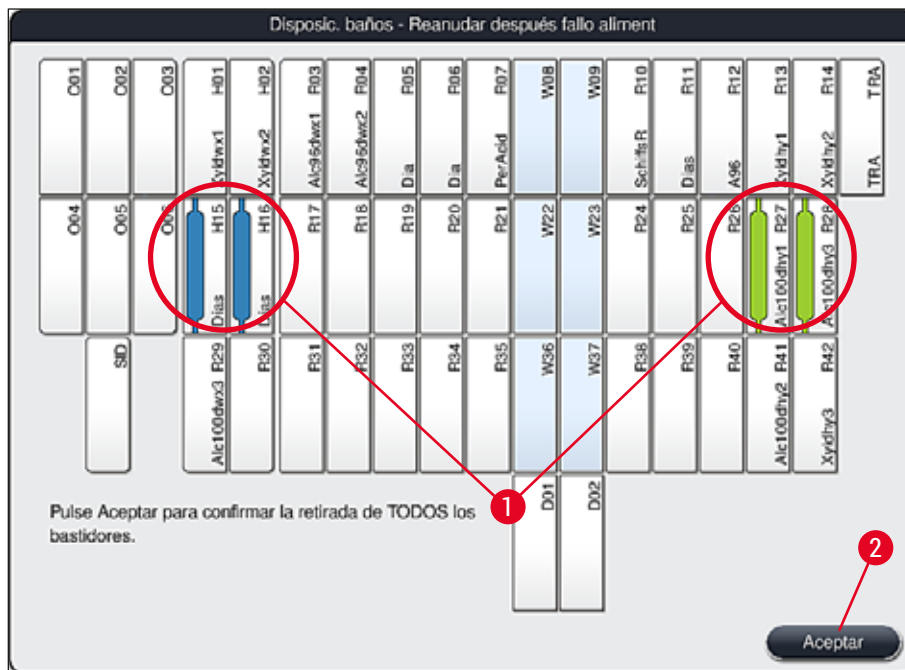 Disposic. baños - Reanudar después fallo aliment
O01
O02
O03
Xyldwx1 H01
Xyldwx2 H02
Alc96dwx1 R03
Alc96dwx2 R04
Dia R05
Dia R06
PerAcid R07
W08
W09
SchiffsR R10
Dias R11
A96 R12
Xyldhy1 R13
Xyldhy2 R14
TRA TRA
O04
O05
O06
Dias H15
Dias H16
R17
R18
R19
R20
R21
W22
W23
R24
R25
R26
Alc100dhy1 R27
Alc100dhy3 R28
SID
Alc100dwx3 R29
R30
R31
R32
R33
R34
R35
W36
W37
R38
R39
R40
Alc100dhy2 R41
Xyldhy3 R42
1
D01
D02
Pulse Aceptar para confirmar la retirada de TODOS los
bastidores.
2
Aceptar